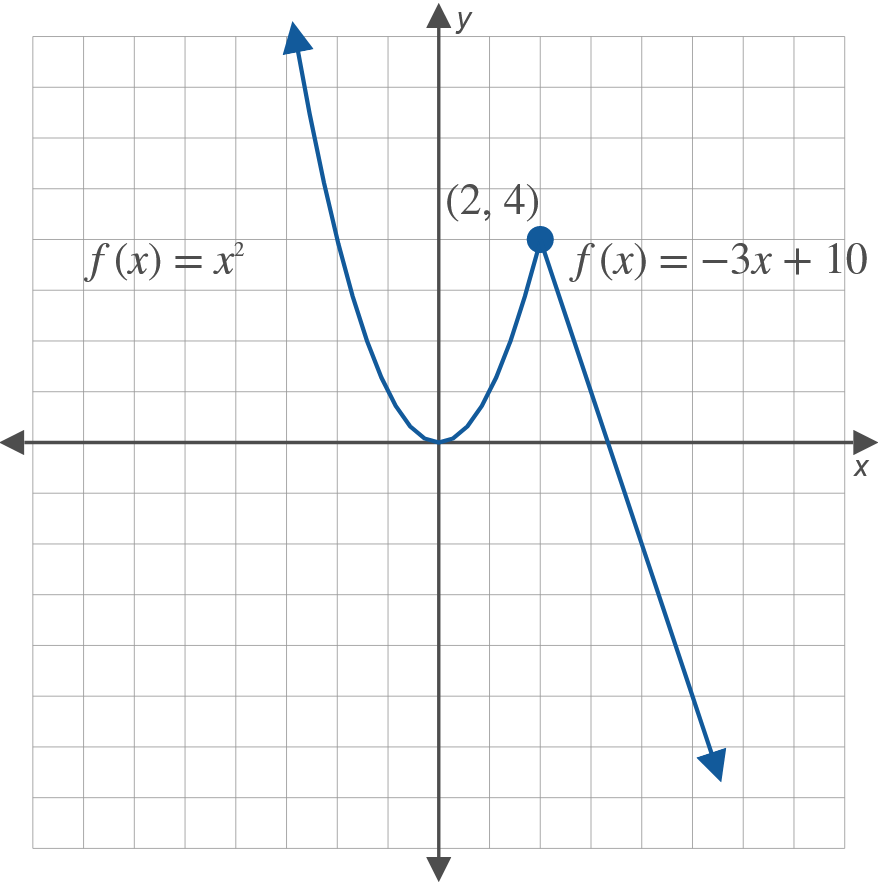 y
(2, 4)
f (x) = x²
f (x) = −3x + 10
x